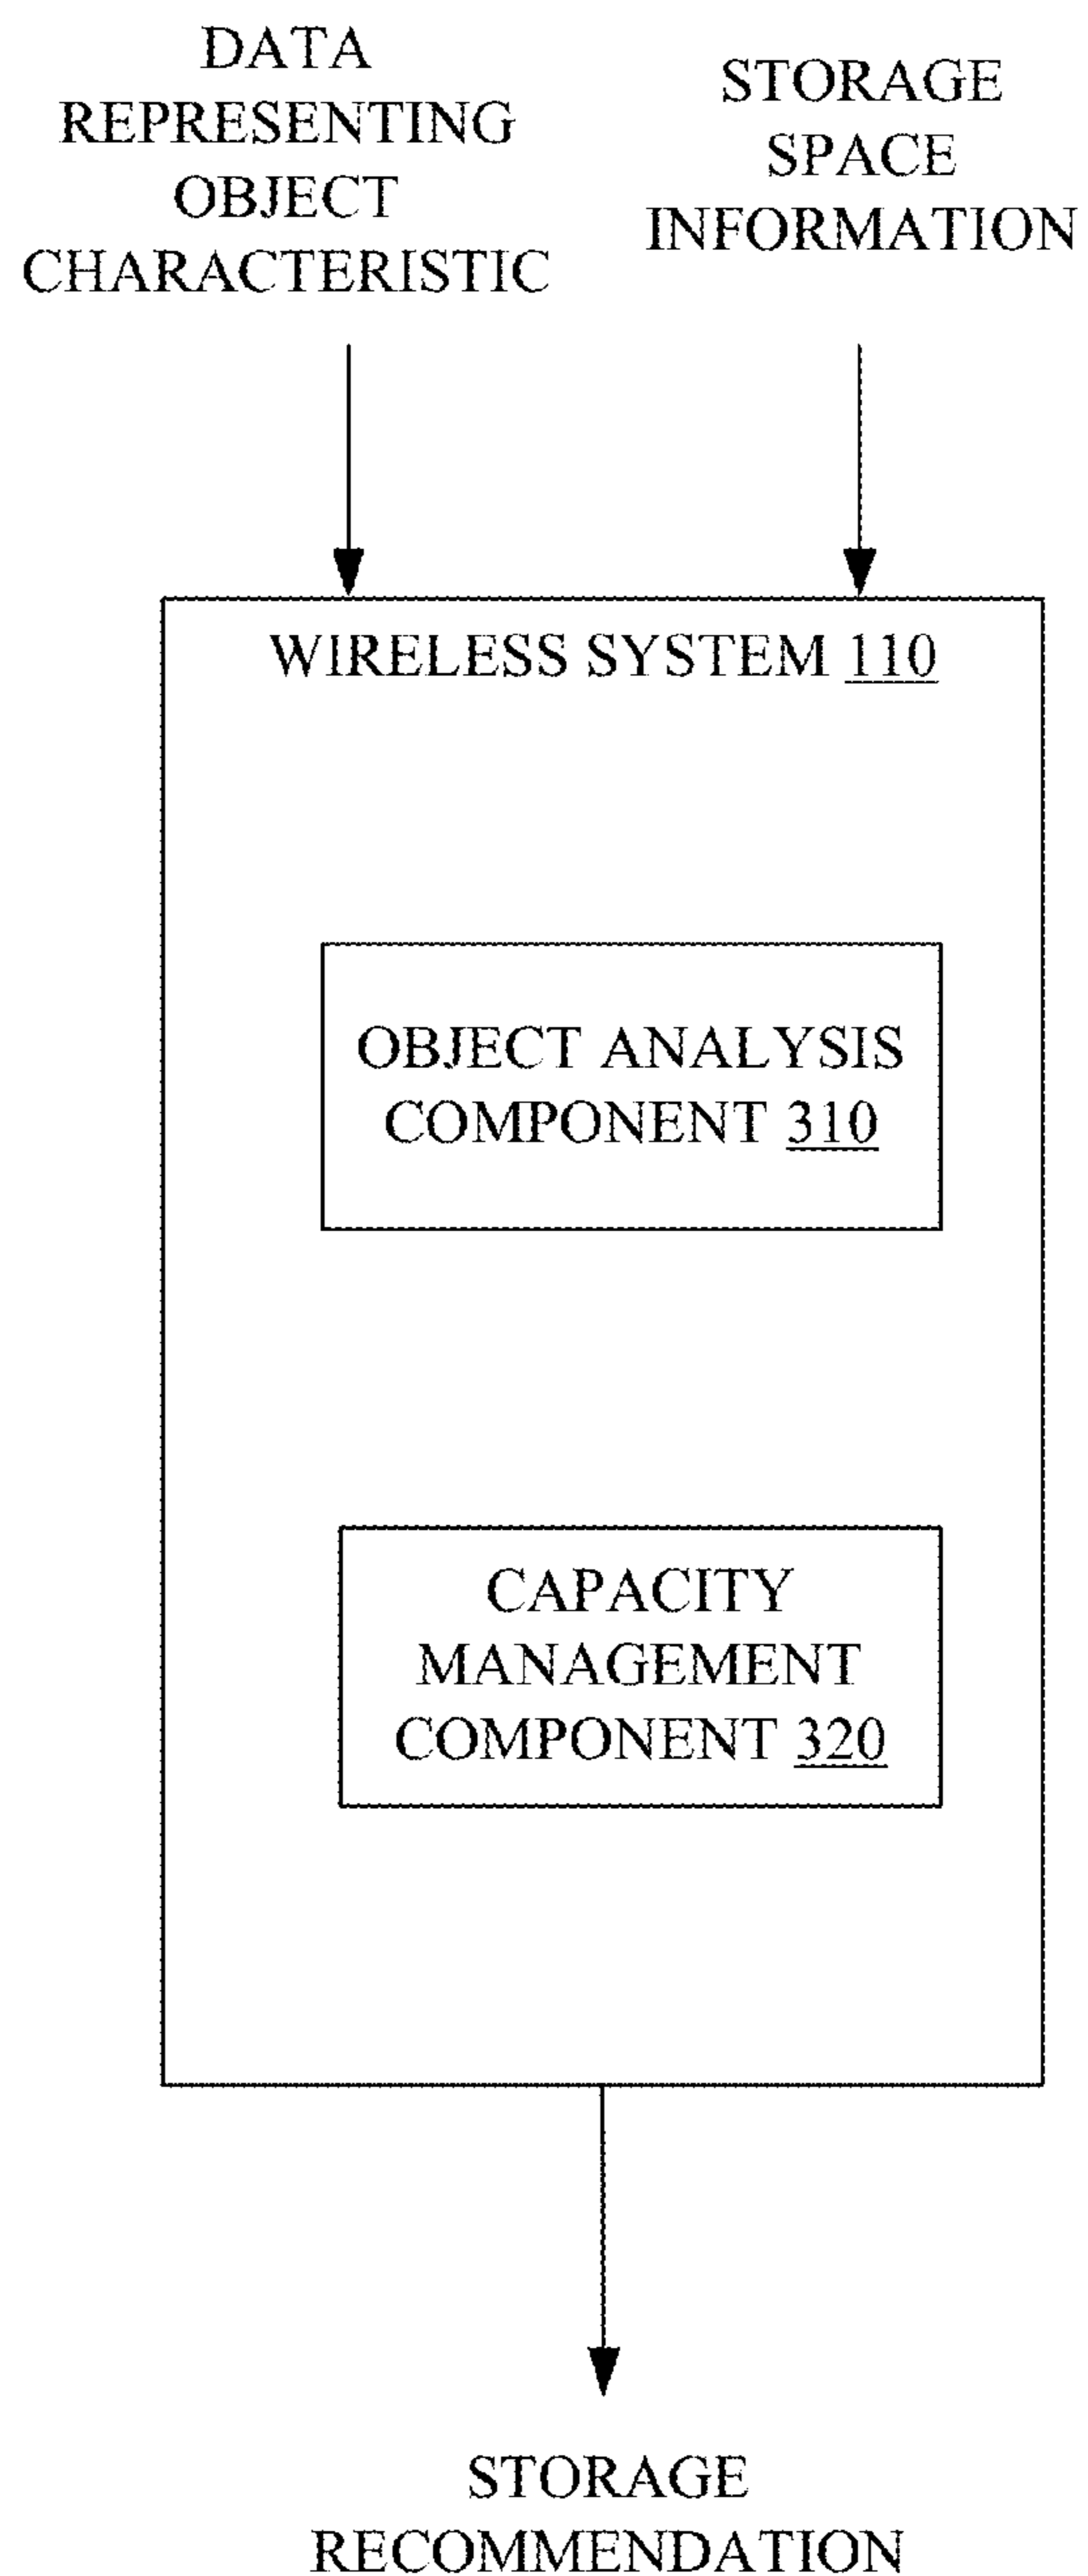 DATA
REPRESENTING
OBJECT
CHARACTERISTIC
STORAGE
SPACE
INFORMATION
WIRELESS SYSTEM 110
OBJECT ANALYSIS
COMPONENT 310
CAPACITY
MANAGEMENT
COMPONENT 320
STORAGE
RECOMMENDATION